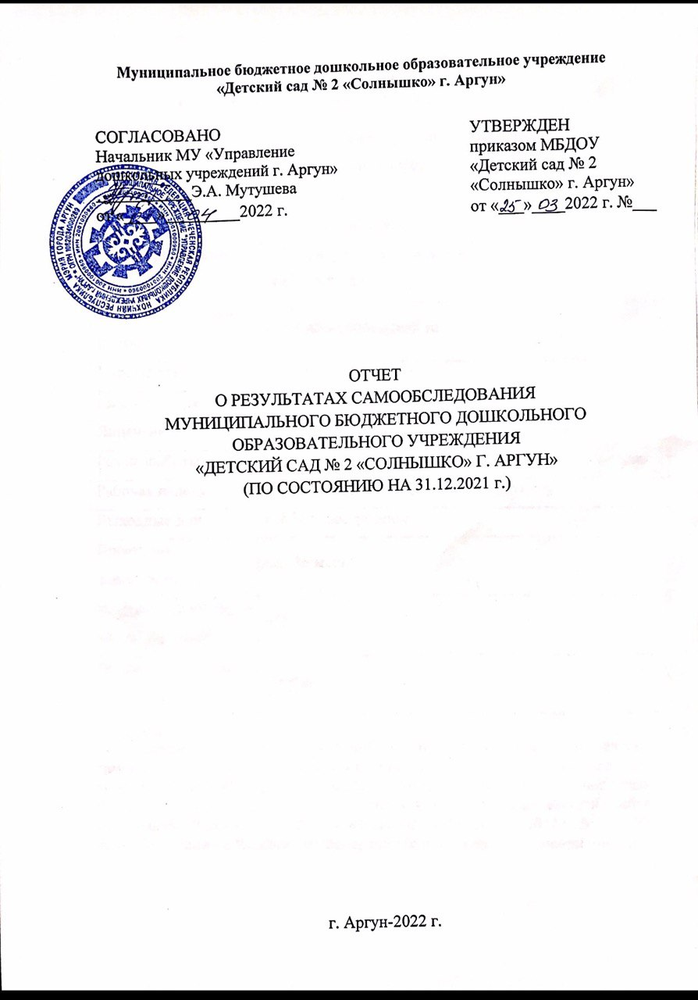 Муниципальное бюджетное дошкольное образовательное учреждение
«Детский сад № 2 «Солнышко» г. Аргун»
СОГЛАСОВАНО
Начальник МУ «Управление
дошкольных учреждений г. Аргун»
Э.А. Мутушева
от « » 04 2022 г.
УТВЕРЖДЕН
приказом МБДОУ
«Детский сад № 2
«Солнышко» г. Аргун»
от «25» 03 2022 г. №___
ОТЧЕТ
О РЕЗУЛЬТАТАХ САМООБСЛЕДОВАНИЯ
МУНИЦИПАЛЬНОГО БЮДЖЕТНОГО ДОШКОЛЬНОГО
ОБРАЗОВАТЕЛЬНОГО УЧРЕЖДЕНИЯ
«ДЕТСКИЙ САД № 2 «СОЛНЫШКО» Г. АРГУН»
(ПО СОСТОЯНИЮ НА 31.12.2021 г.)
г. Аргун-2022 г.